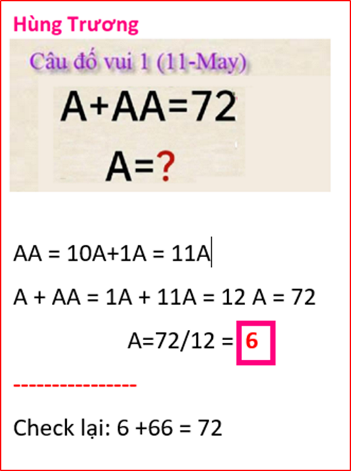 Hùng Trương
Câu đố vui 1 (11-May)
A+AA=72
A=?
AA = 10A+1A = 11A
A + AA = 1A + 11A = 12 A = 72
A=72/12 = 6
----------------
Check lại: 6 +66 = 72